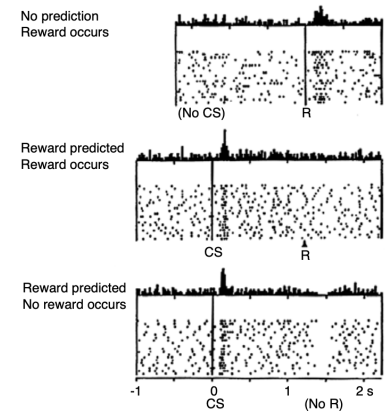 No prediction
Reward occurs
(No CS)
R
Reward predicted
Reward occurs
CS
R
Reward predicted
No reward occurs
-1
0
1
2 s
CS
(No R)